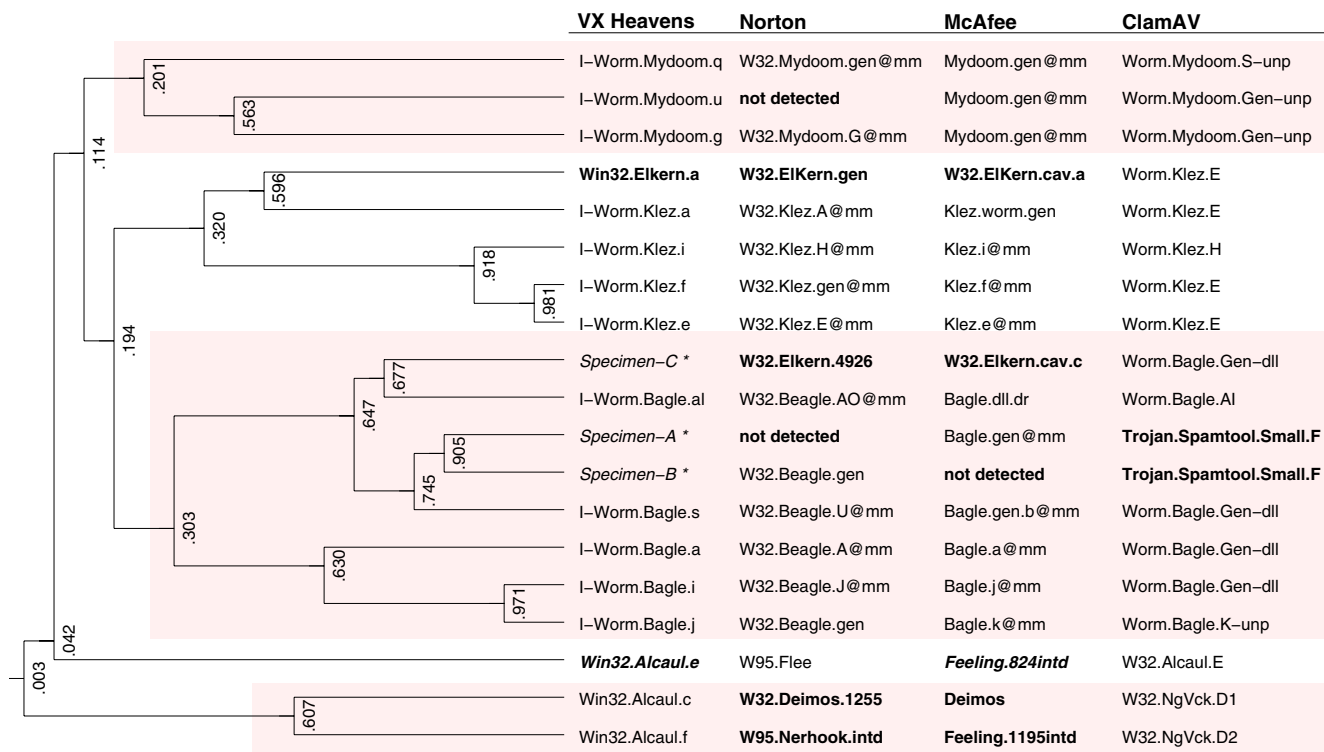 VX Heavens Norton McAfee ClamAV
I−Worm.Mydoom.q W32.Mydoom.gen@mm Mydoom.gen@mm Worm.Mydoom.S−unp
.201
I−Worm.Mydoom.u not detected Mydoom.gen@mm Worm.Mydoom.Gen−unp
.563
I−Worm.Mydoom.g W32.Mydoom.G@mm Mydoom.gen@mm Worm.Mydoom.Gen−unp
.114
Win32.Elkern.a W32.ElKern.gen W32.ElKern.cav.a Worm.Klez.E
.596
I−Worm.Klez.a W32.Klez.A@mm Klez.worm.gen Worm.Klez.E
.320
I−Worm.Klez.i W32.Klez.H@mm Klez.i@mm Worm.Klez.H
.918
I−Worm.Klez.f W32.Klez.gen@mm Klez.f@mm Worm.Klez.E
.981
I−Worm.Klez.e W32.Klez.E@mm Klez.e@mm Worm.Klez.E
.194
Specimen−C * W32.Elkern.4926 W32.Elkern.cav.c Worm.Bagle.Gen−dll
.677
I−Worm.Bagle.al W32.Beagle.AO@mm Bagle.dll.dr Worm.Bagle.AI
.647
Specimen−A * not detected Bagle.gen@mm Trojan.Spamtool.Small.F
.905
Specimen−B * W32.Beagle.gen not detected Trojan.Spamtool.Small.F
.745
I−Worm.Bagle.s W32.Beagle.U@mm Bagle.gen.b@mm Worm.Bagle.Gen−dll
.303
I−Worm.Bagle.a W32.Beagle.A@mm Bagle.a@mm Worm.Bagle.Gen−dll
.630
I−Worm.Bagle.i W32.Beagle.J@mm Bagle.j@mm Worm.Bagle.Gen−dll
.971
I−Worm.Bagle.j W32.Beagle.gen Bagle.k@mm Worm.Bagle.K−unp
.042
Win32.Alcaul.e W95.Flee Feeling.824intd W32.Alcaul.E
.003
Win32.Alcaul.c W32.Deimos.1255 Deimos W32.NgVck.D1
.607
Win32.Alcaul.f W95.Nerhook.intd Feeling.1195intd W32.NgVck.D2